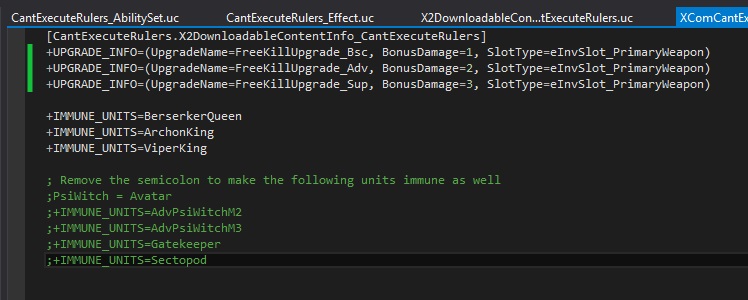 CantExecuteRulers_AbilitySet.uc CantExecuteRulers_Effect.uc X2DownloadableCon...tExecuteRulers.uc XComCantEx
[CantExecuteRulers.X2DownloadableContentInfo_CantExecuteRulers]
+UPGRADE_INFO=(UpgradeName=FreeKillUpgrade_Bsc, BonusDamage=1, SlotType=eInvSlot_PrimaryWeapon)
+UPGRADE_INFO=(UpgradeName=FreeKillUpgrade_Adv, BonusDamage=2, SlotType=eInvSlot_PrimaryWeapon)
+UPGRADE_INFO=(UpgradeName=FreeKillUpgrade_Sup, BonusDamage=3, SlotType=eInvSlot_PrimaryWeapon)
+IMMUNE_UNITS=BerserkerQueen
+IMMUNE_UNITS=ArchonKing
+IMMUNE_UNITS=ViperKing
; Remove the semicolon to make the following units immune as well
;PsiWitch = Avatar
;+IMMUNE_UNITS=AdvPsiWitchM2
;+IMMUNE_UNITS=AdvPsiWitchM3
;+IMMUNE_UNITS=Gatekeeper
;+IMMUNE_UNITS=Sectopod